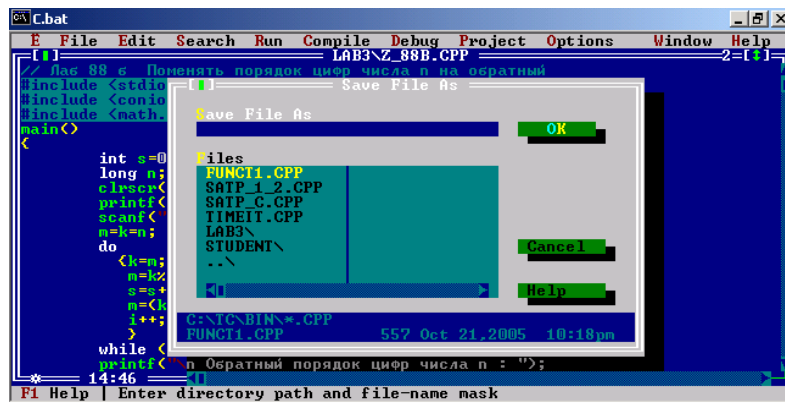 C.bat
Ё File Edit Search Run Compile Debug Project Options Window Help
LAB3\Z_88B.CPP 2=[↕]
// Лаб 88 б Поменять порядок цифр числа n на обратный
#include <stdio
Save File As
#include <conio
#include <math.
Save File As
main()
OK
{
int s=0
Files
long n;
FUNCT1.CPP
clrscr(
SATP_1_2.CPP
printf(
SATP_C.CPP
scanf("
TIMEIT.CPP
m=k=n;
LAB3\
do
STUDENT\
Cancel
{k=m;
..\
m=k%
s=s+
Help
m=(k
i++;
C:\TC\BIN\*.CPP
}
FUNCT1.CPP 557 Oct 21,2005 10:18pm
while (
printf("\n Обратный порядок цифр числа n : ");
14:46
F1 Help | Enter directory path and file-name mask